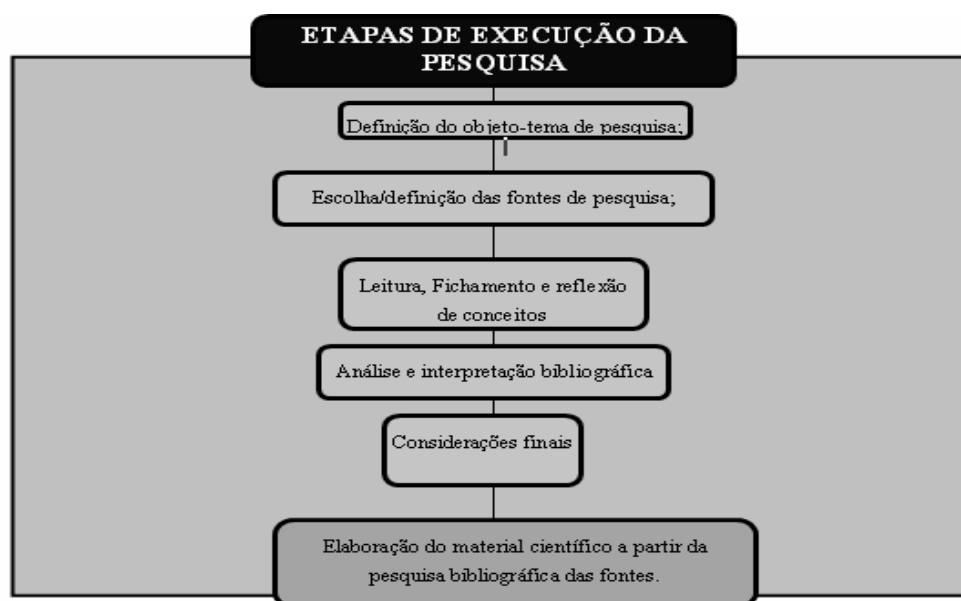 ETAPAS DE EXECUÇÃO DA
PESQUISA
Definição do objeto-tema de pesquisa;
Escolha/definição das fontes de pesquisa;
Leitura, Fichamento e reflexão
de conceitos
Análise e interpretação bibliográfica
Considerações finais
Elaboração do material científico a partir da
pesquisa bibliográfica das fontes.